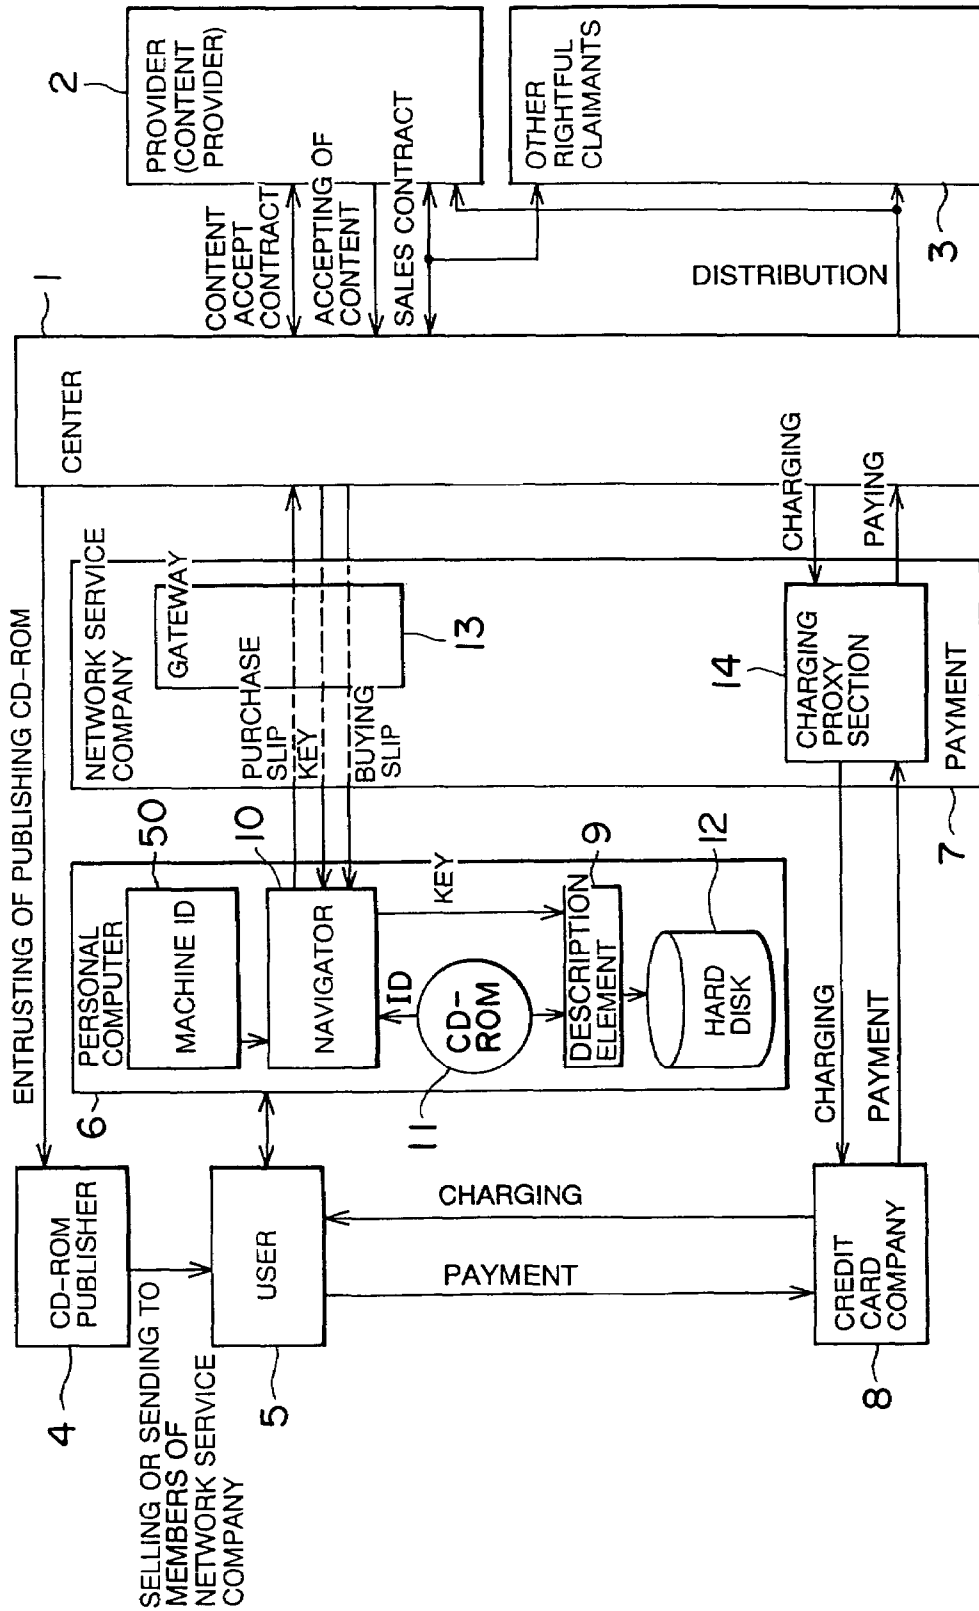 ENTRUSTING OF PUBLISHING CD-ROM
1
CENTER
2
PROVIDER
(CONTENT
PROVIDER)
CONTENT
ACCEPT
CONTRACT
ACCEPTING OF
CONTENT
SALES CONTRACT
OTHER
RIGHTFUL
CLAIMANTS
3
DISTRIBUTION
NETWORK SERVICE
COMPANY
GATEWAY
13
PURCHASE
SLIP
KEY
BUYING
SLIP
CHARGING
PAYING
14
CHARGING
PROXY
SECTION
PAYMENT
7
PERSONAL
COMPUTER
6
50
MACHINE ID
10
NAVIGATOR
KEY
ID
CD-
ROM
11
9
DESCRIPTION
ELEMENT
12
HARD
DISK
CD-ROM
PUBLISHER
4
SELLING OR SENDING TO
MEMBERS OF
NETWORK SERVICE
COMPANY
USER
5
CHARGING
PAYMENT
CHARGING
PAYMENT
CREDIT
CARD
COMPANY
8